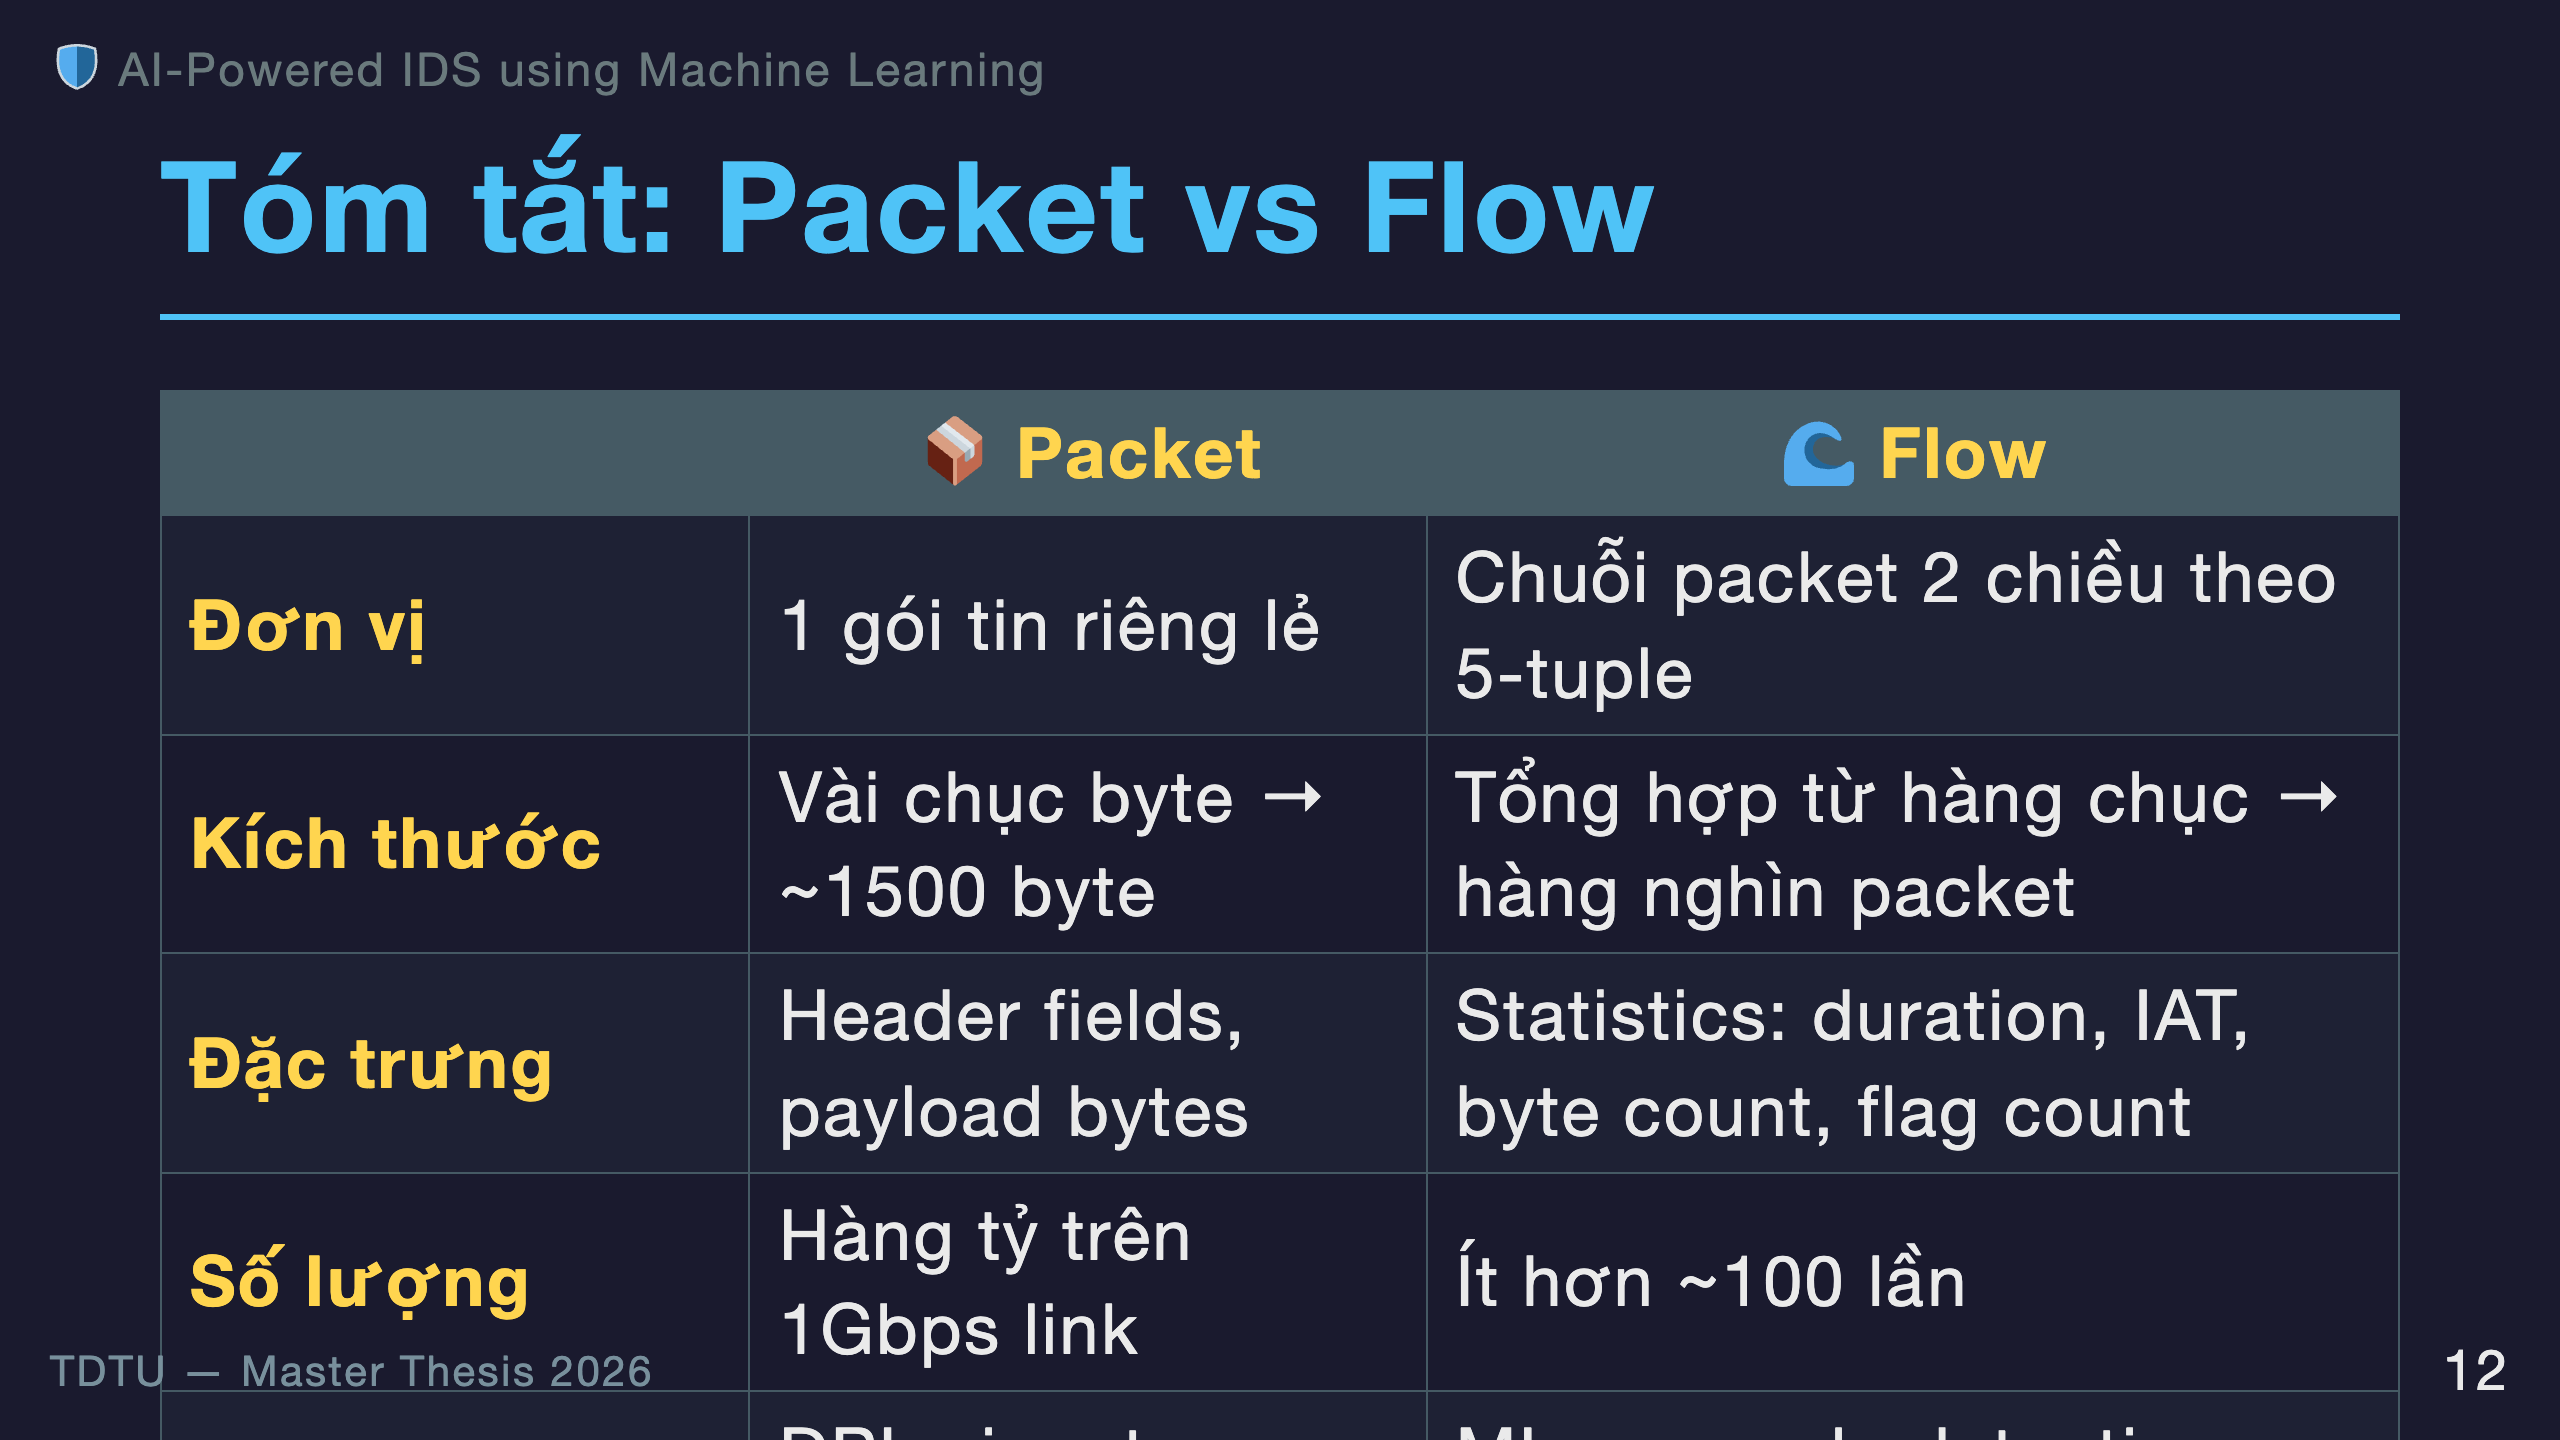 AI-Powered IDS using Machine Learning
Tóm tắt: Packet vs Flow
Packet
Flow
Đơn vị
1 gói tin riêng lẻ
Chuỗi packet 2 chiều theo
5-tuple
Kích thước
Vài chục byte →
~1500 byte
Tổng hợp từ hàng chục →
hàng nghìn packet
Đặc trưng
Header fields,
payload bytes
Statistics: duration, IAT,
byte count, flag count
Số lượng
Hàng tỷ trên
1Gbps link
Ít hơn ~100 lần
TDTU — Master Thesis 2026
12